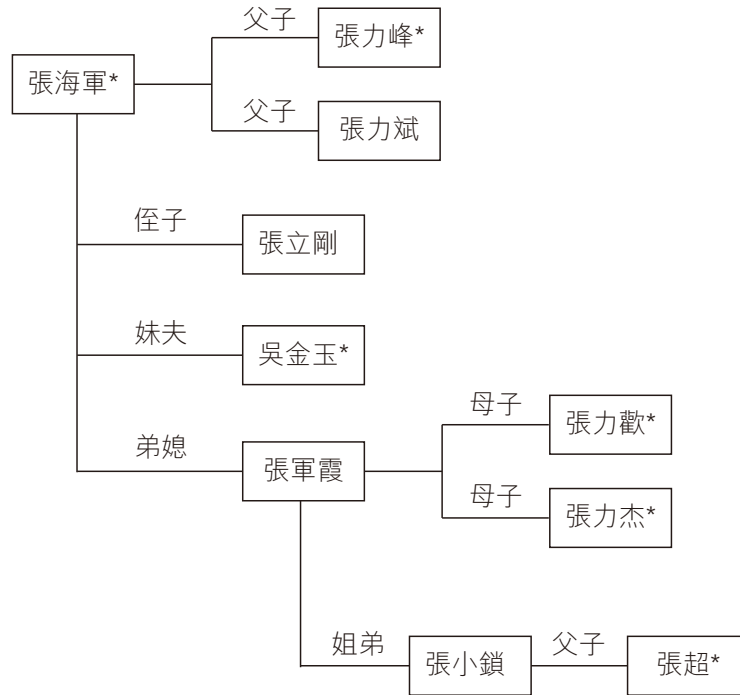 父子
張力峰*
張海軍*
父子
張力斌
侄子
張立剛
妹夫
吳金玉*
母子
張力歡*
弟媳
張軍霞
母子
張力杰*
姐弟
張小鎖
父子
張超*